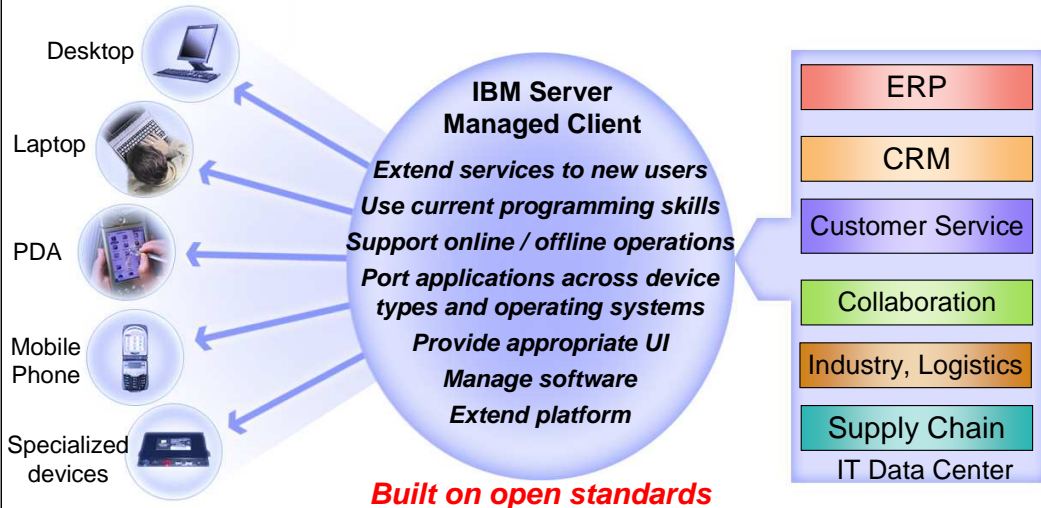 Desktop
Laptop
PDA
Mobile
Phone
Specialized
devices
IBM Server
Managed Client
Extend services to new users
Use current programming skills
Support online / offline operations
Port applications across device
types and operating systems
Provide appropriate UI
Manage software
Extend platform
Built on open standards
ERP
CRM
Customer Service
Collaboration
Industry, Logistics
Supply Chain
IT Data Center